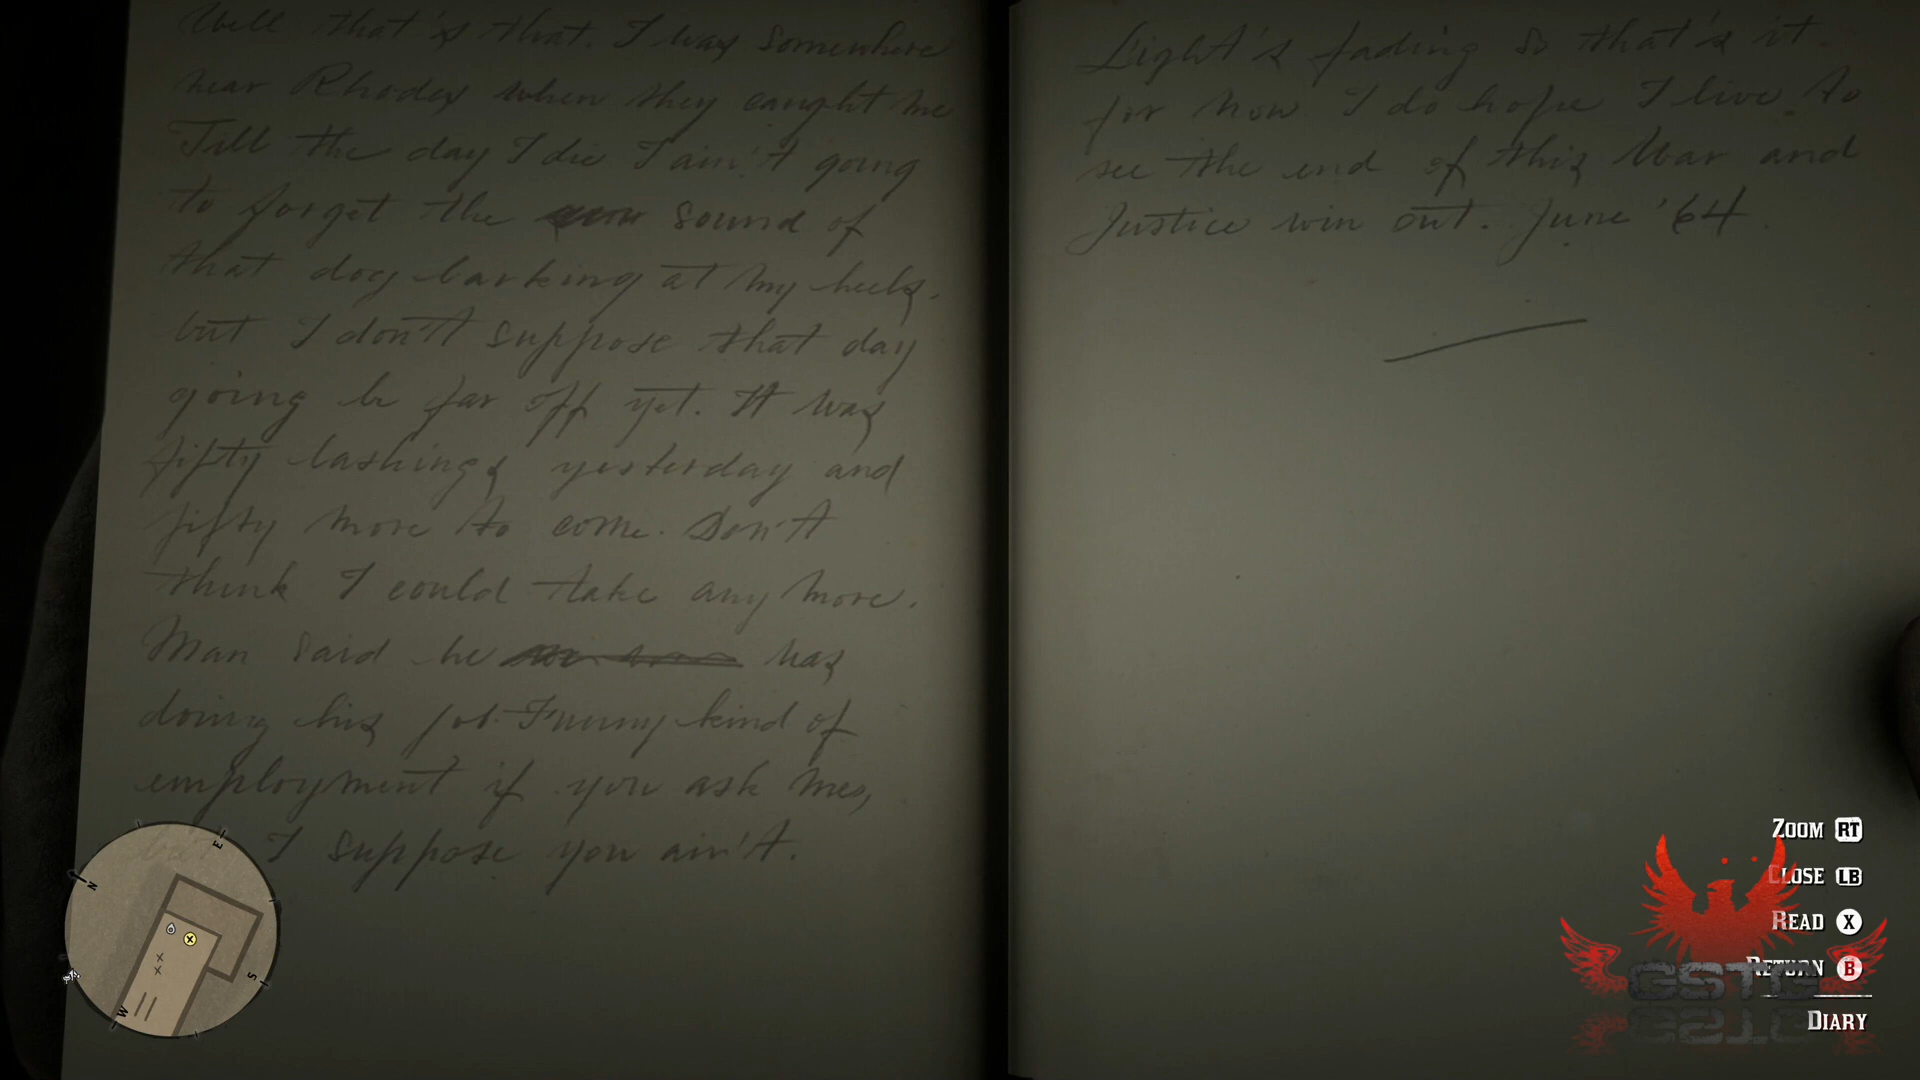 Well that's that. I was somewhere
near Rhodes when they caught me
Till the day I die I ain't going
to forget the sound of
that dog barking at my heels,
but I don't suppose that day
going be far off yet. It was
fifty lashings yesterday and
fifty more to come. Don't
think I could take any more.
Man said he was
doing his job. Funny kind of
employment if you ask me,
but I suppose you ain't.
Light's fading so that's it.
for now I do hope I live to
see the end of this War and
Justice win out. June '64
N
E
S
W
ZOOM RT
CLOSE LB
READ X
RETURN B
GSTG
DIARY